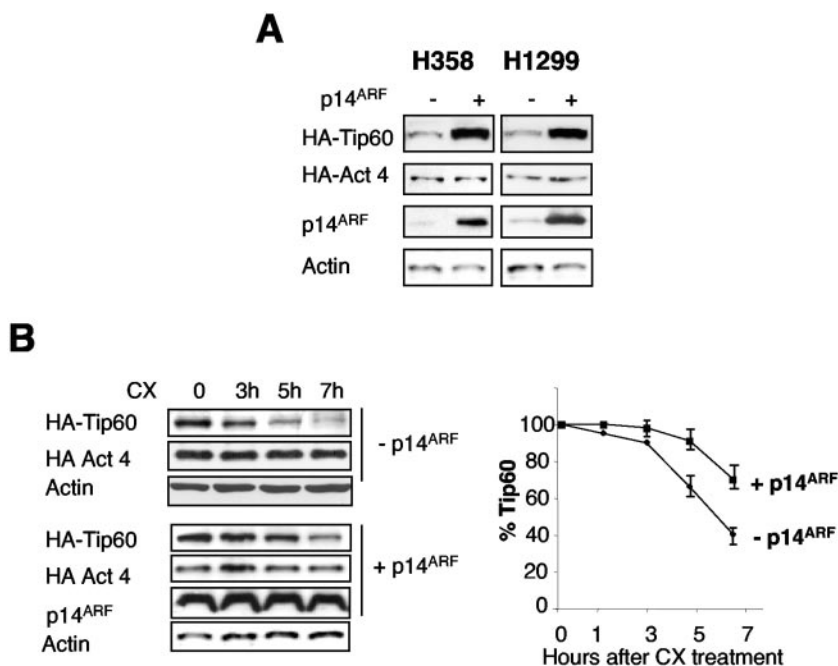 A
H358 H1299
p14ARF - + - +
HA-Tip60
HA-Act 4
p14ARF
Actin
B
CX 0 3h 5h 7h
HA-Tip60
HA Act 4
Actin
- p14ARF
HA-Tip60
HA Act 4
p14ARF
Actin
+ p14ARF
% Tip60
100
80
60
40
20
0
0 1 3 5 7
Hours after CX treatment
+ p14ARF
- p14ARF